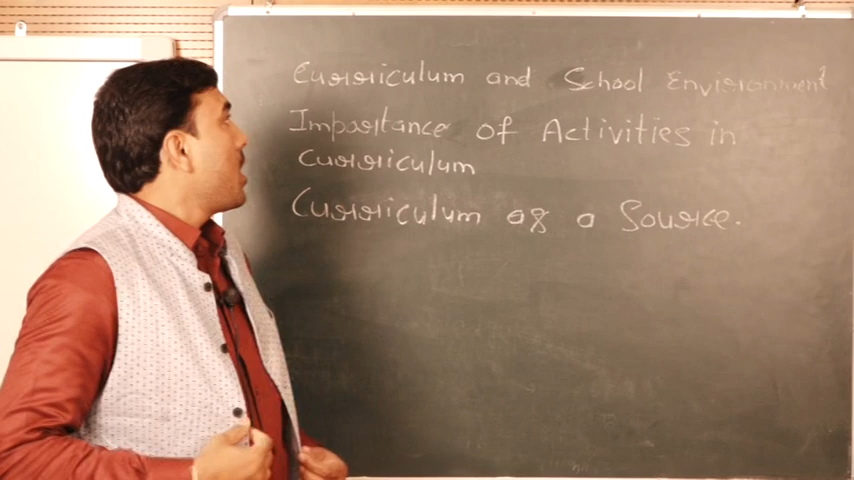 Curriculum and School Environment
Importance of Activities in
Curriculum
Curriculum as a Source.